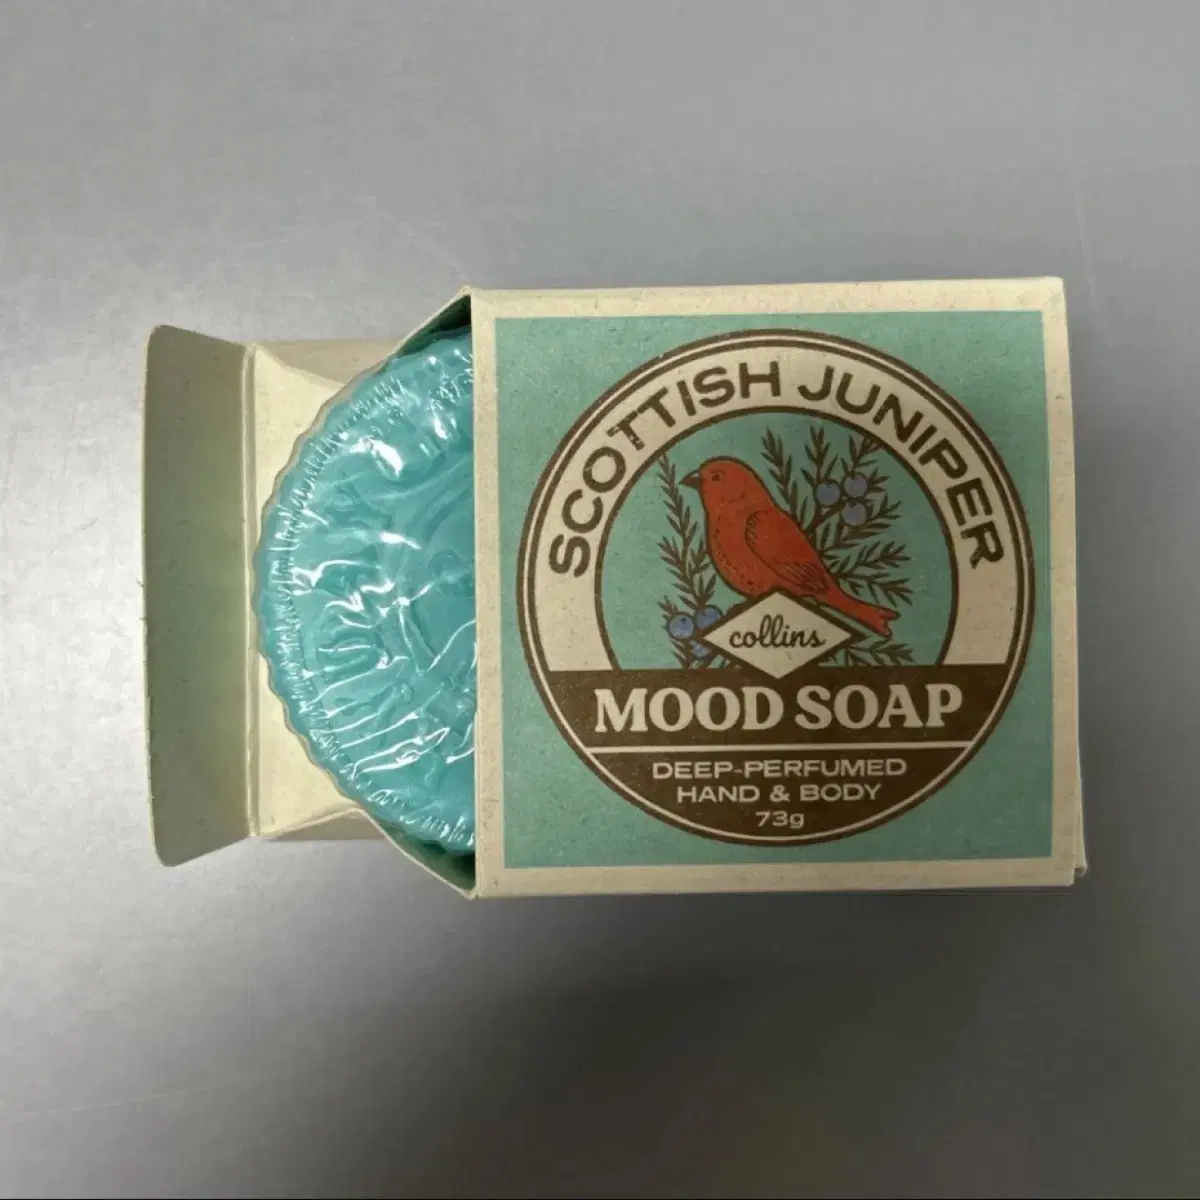 SCOTTISH JUNIPER
collins
MOOD SOAP
DEEP-PERFUMED
HAND & BODY
73g